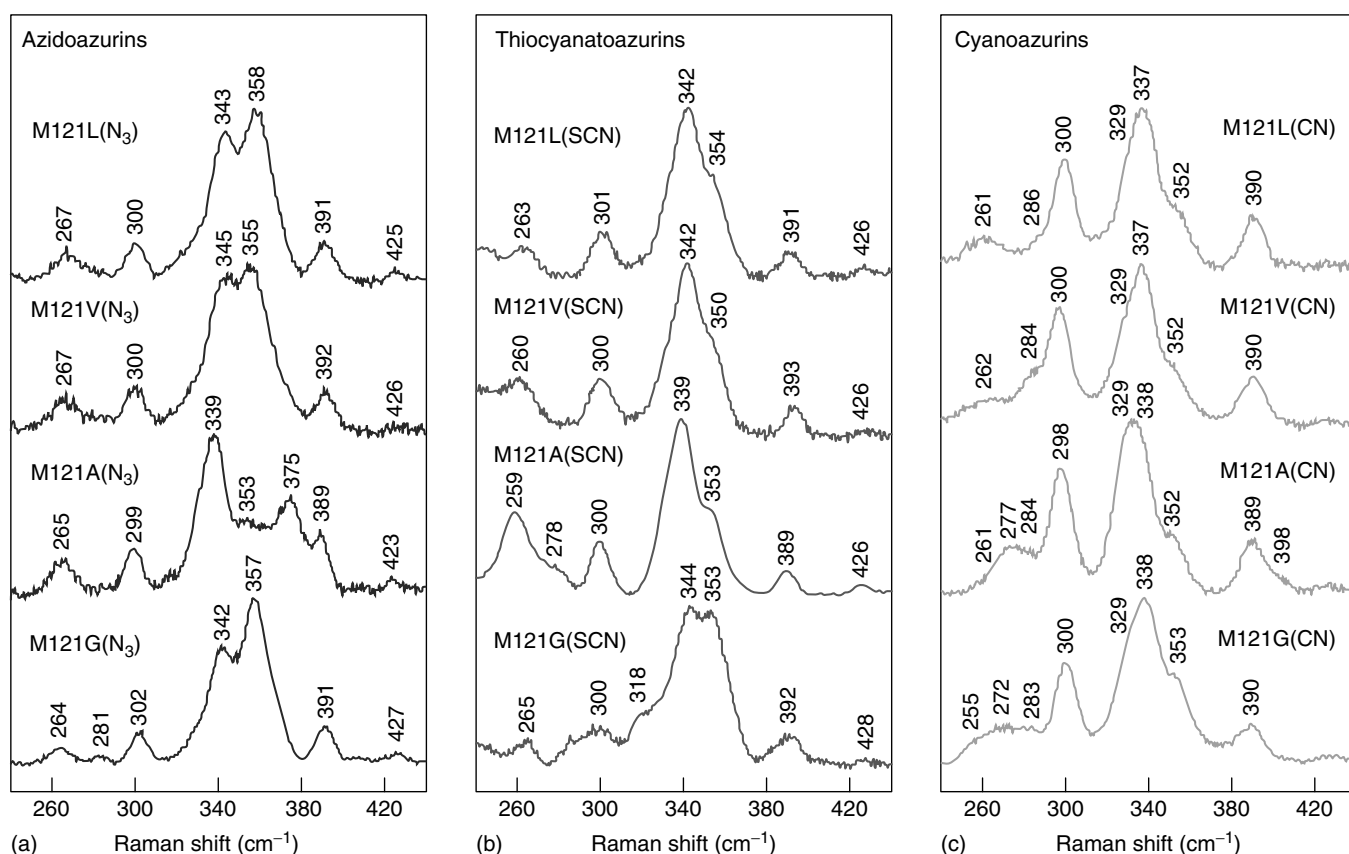 Azidoazurins
M121L(N3)
267 300 343 358 391 425
M121V(N3)
267 300 345 355 392 426
M121A(N3)
265 299 339 353 375 389 423
M121G(N3)
264 281 302 342 357 391 427
260 300 340 380 420
(a) Raman shift (cm−1)
Thiocyanatoazurins
M121L(SCN)
263 301 342 354 391 426
M121V(SCN)
260 300 342 350 393 426
M121A(SCN)
259 278 300 339 353 389 426
M121G(SCN)
265 300 318 344 353 392 428
260 300 340 380 420
(b) Raman shift (cm−1)
Cyanoazurins
M121L(CN)
261 286 300 329 337 352 390
M121V(CN)
262 284 300 329 337 352 390
M121A(CN)
261 277 284 298 329 338 352 389 398
M121G(CN)
255 272 283 300 329 338 353 390
260 300 340 380 420
(c) Raman shift (cm−1)